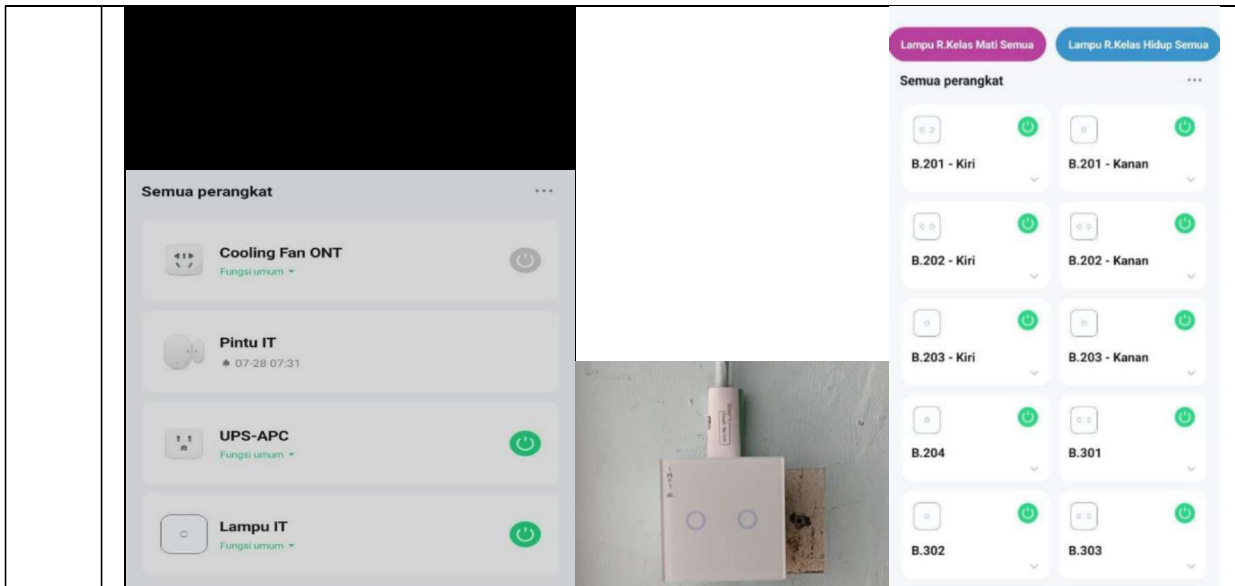 Semua perangkat
Cooling Fan ONT
Fungsi umum
Pintu IT
07-28 07:31
UPS-APC
Fungsi umum
Lampu IT
Fungsi umum
Lampu R.Kelas Mati Semua
Lampu R.Kelas Hidup Semua
Semua perangkat
B.201 - Kiri
B.201 - Kanan
B.202 - Kiri
B.202 - Kanan
B.203 - Kiri
B.203 - Kanan
B.204
B.301
B.302
B.303